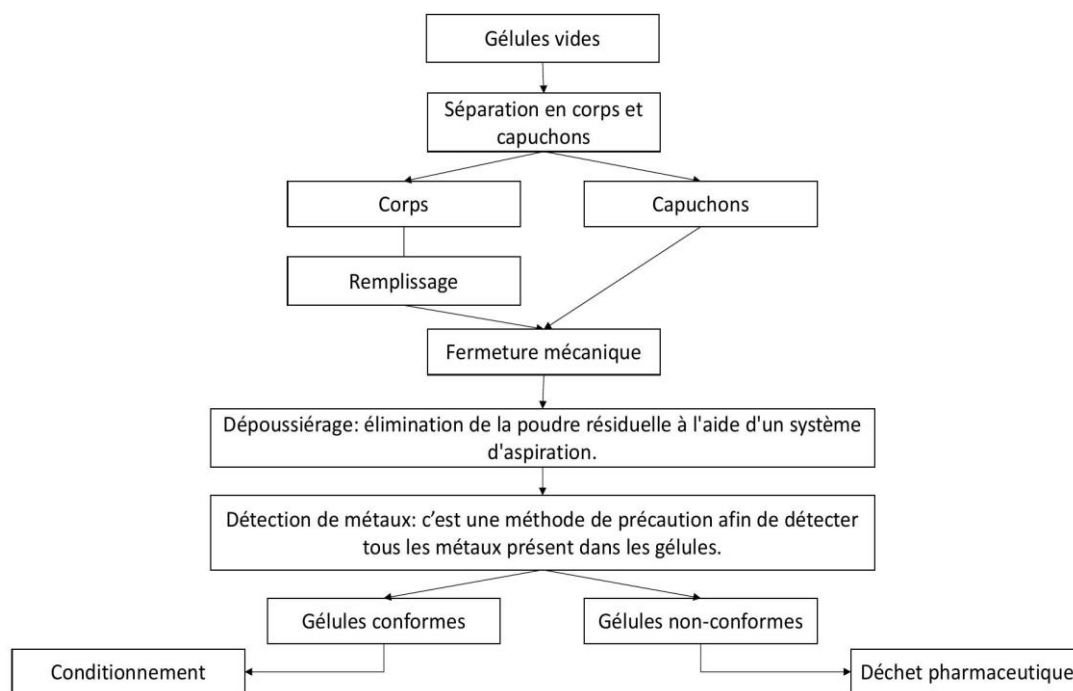 Gélules vides
Séparation en corps et
capuchons
Corps
Capuchons
Remplissage
Fermeture mécanique
Dépoussiérage: élimination de la poudre résiduelle à l'aide d'un système
d'aspiration.
Détection de métaux: c’est une méthode de précaution afin de détecter
tous les métaux présent dans les gélules.
Gélules conformes
Gélules non-conformes
Conditionnement
Déchet pharmaceutique